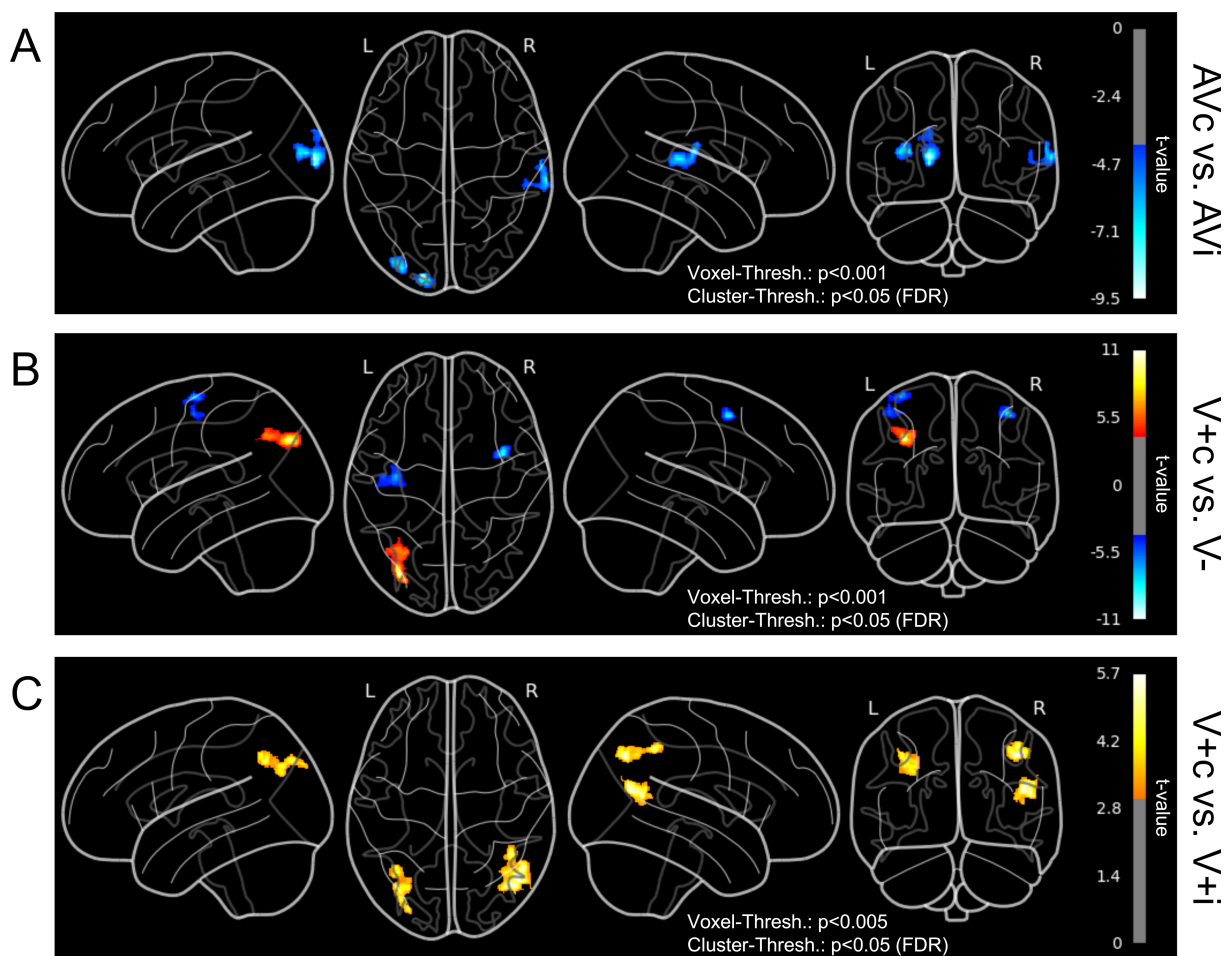 A
L
R
L
R
0
-2.4
-4.7
-7.1
-9.5
t-value
AVc vs. AVi
Voxel-Thresh.: p<0.001
Cluster-Thresh.: p<0.05 (FDR)
B
L
R
L
R
11
5.5
0
-5.5
-11
t-value
V+c vs. V-
Voxel-Thresh.: p<0.001
Cluster-Thresh.: p<0.05 (FDR)
C
L
R
L
R
5.7
4.2
2.8
1.4
0
t-value
V+c vs. V+i
Voxel-Thresh.: p<0.005
Cluster-Thresh.: p<0.05 (FDR)